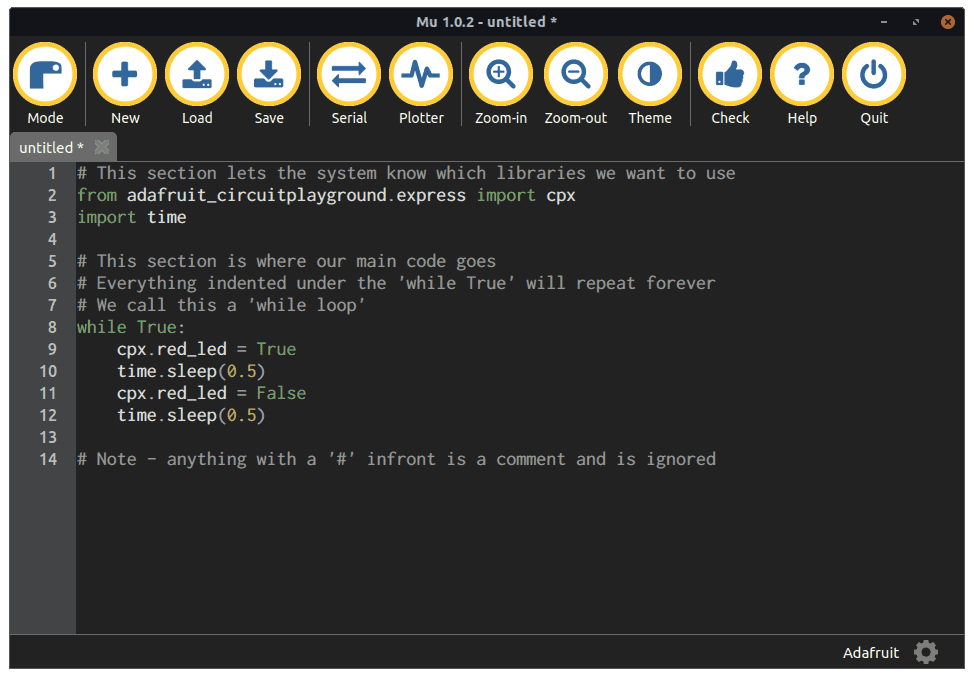 Mu 1.0.2 - untitled *
Mode New Load Save Serial Plotter Zoom-in Zoom-out Theme Check Help Quit
untitled *
1 # This section lets the system know which libraries we want to use
2 from adafruit_circuitplayground.express import cpx
3 import time
4
5 # This section is where our main code goes
6 # Everything indented under the 'while True' will repeat forever
7 # We call this a 'while loop'
8 while True:
9     cpx.red_led = True
10     time.sleep(0.5)
11     cpx.red_led = False
12     time.sleep(0.5)
13
14 # Note - anything with a '#' infront is a comment and is ignored
Adafruit